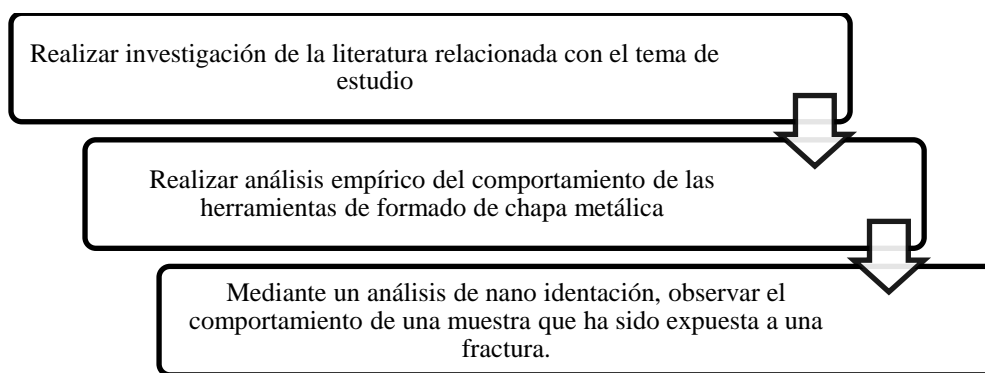 Realizar investigación de la literatura relacionada con el tema de
estudio
Realizar análisis empírico del comportamiento de las
herramientas de formado de chapa metálica
Mediante un análisis de nano identación, observar el
comportamiento de una muestra que ha sido expuesta a una
fractura.